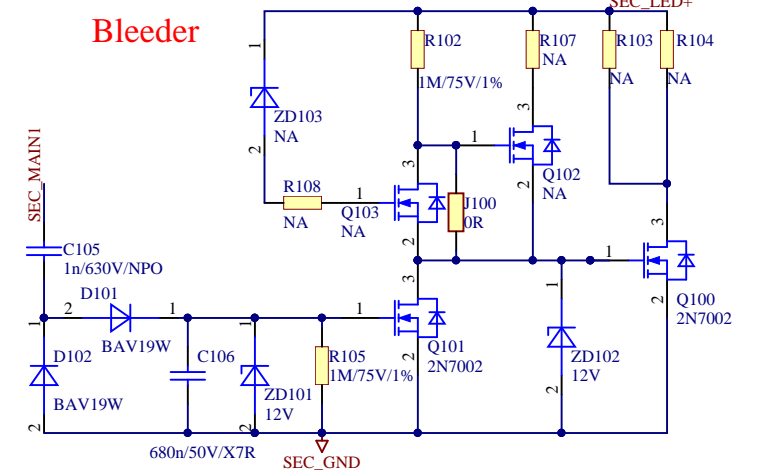 SEC_LED+
Bleeder
1
R102
1M/75V/1%
R107
NA
R103
NA
R104
NA
ZD103
NA
2
3
1
Q102
NA
2
SEC_MAIN1
R108
NA
1
Q103
NA
3
2
J100
0R
C105
1n/630V/NPO
3
1
3
Q100
2N7002
2
D101
2
1
BAV19W
1
Q101
2N7002
2
1
ZD102
12V
2
1
D102
BAV19W
2
C106
680n/50V/X7R
1
ZD101
12V
2
R105
1M/75V/1%
SEC_GND